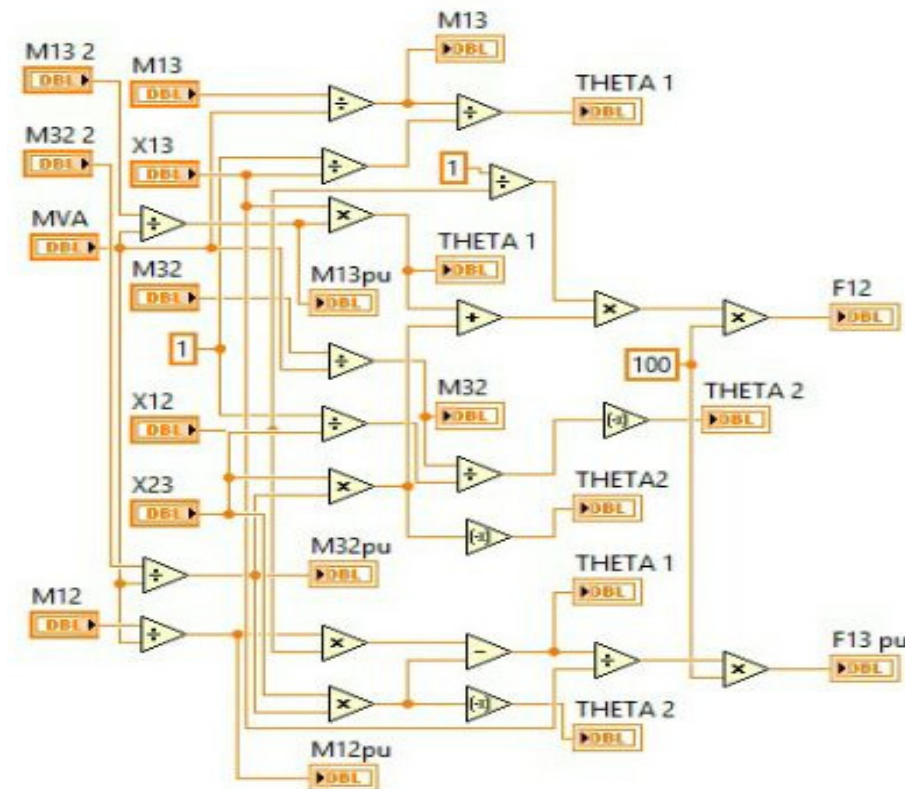 M13
M13 2
DBL
M13
DBL
DBL
THETA 1
DBL
M32 2
DBL
X13
DBL
1
MVA
DBL
THETA 1
DBL
M32
DBL
M13pu
DBL
F12
DBL
1
100
M32
DBL
THETA 2
DBL
X12
DBL
X23
DBL
THETA2
DBL
M32pu
DBL
THETA 1
DBL
M12
DBL
F13 pu
DBL
THETA 2
DBL
M12pu
DBL